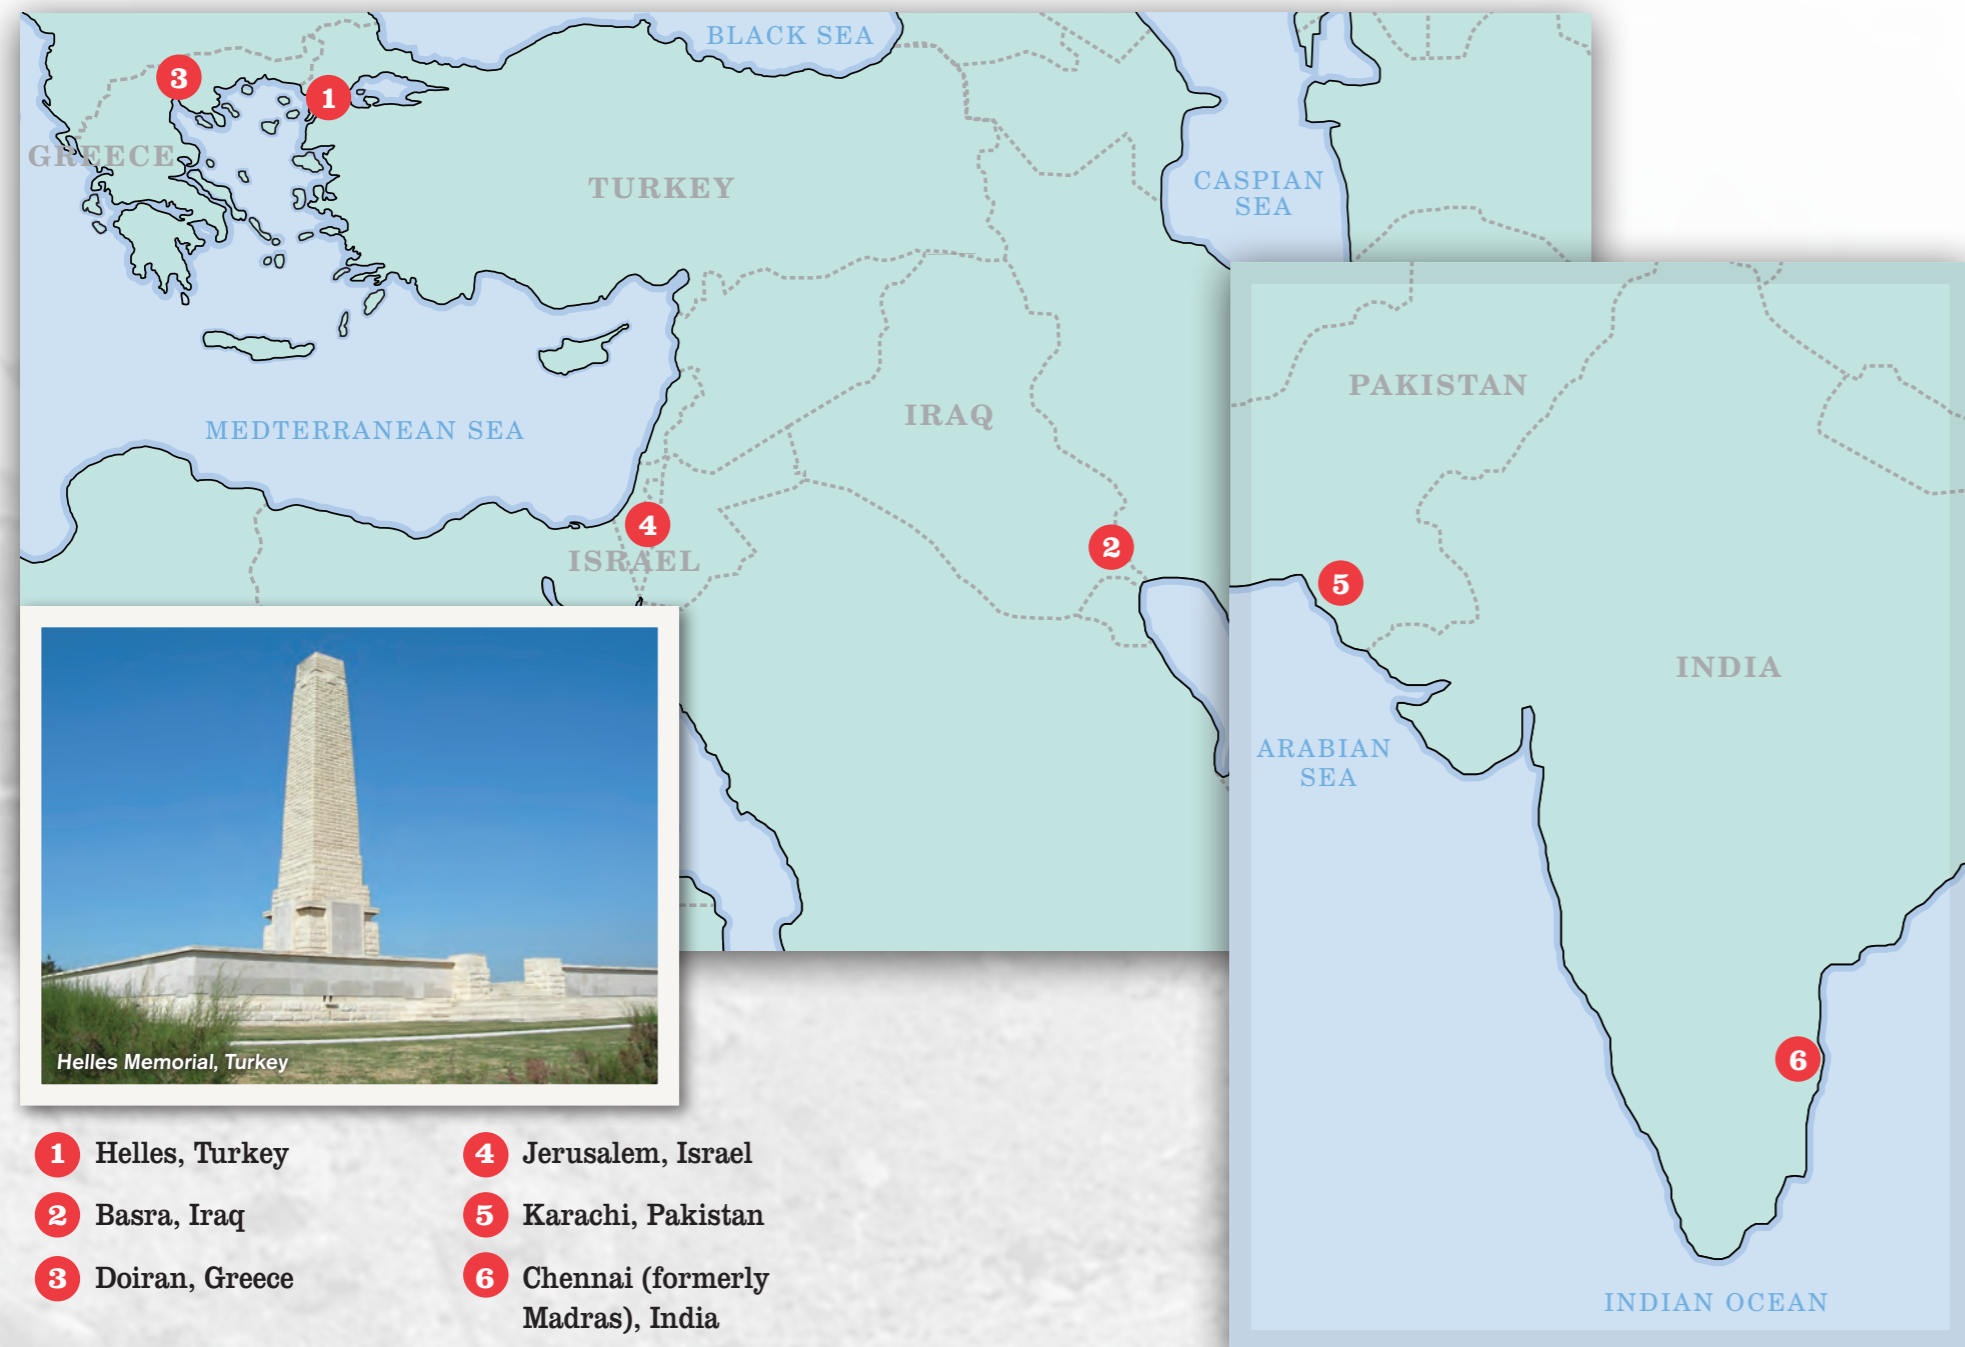 BLACK SEA
3
1
GREECE
TURKEY
CASPIAN
SEA
MEDTERRANEAN SEA
IRAQ
PAKISTAN
4
ISRAEL
2
5
INDIA
ARABIAN
SEA
6
INDIAN OCEAN
Helles Memorial, Turkey
1 Helles, Turkey
2 Basra, Iraq
3 Doiran, Greece
4 Jerusalem, Israel
5 Karachi, Pakistan
6 Chennai (formerly
Madras), India